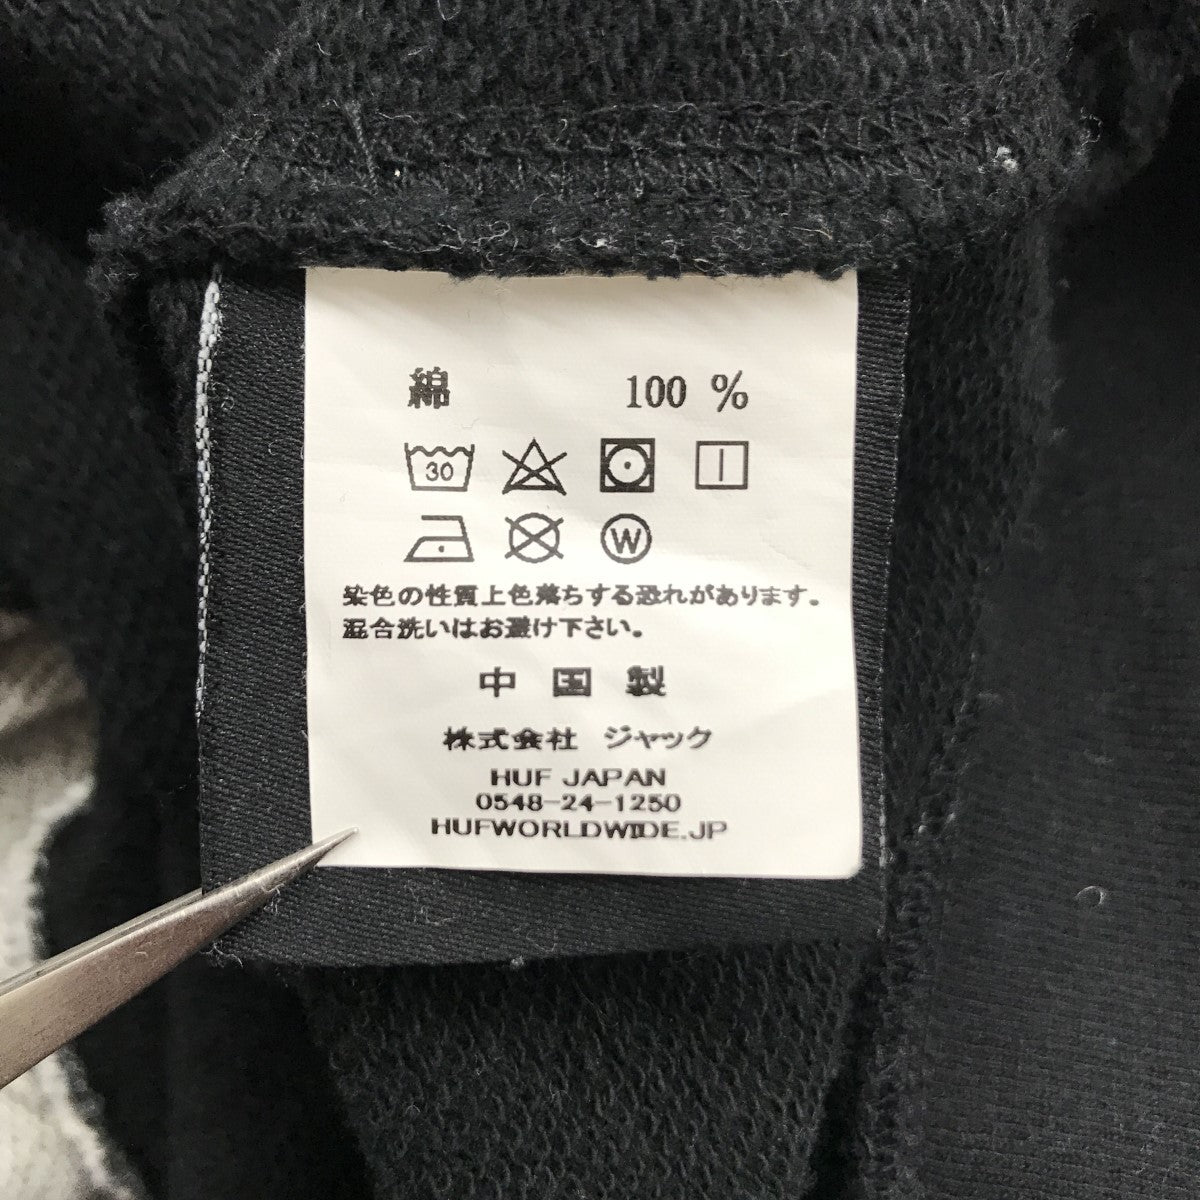 綿 100 %
30
W
染色の性質上色落ちする恐れがあります。
混合洗いはお避け下さい。
中国製
株式会社 ジャック
HUF JAPAN
0548-24-1250
HUFWORLDWIDE.JP